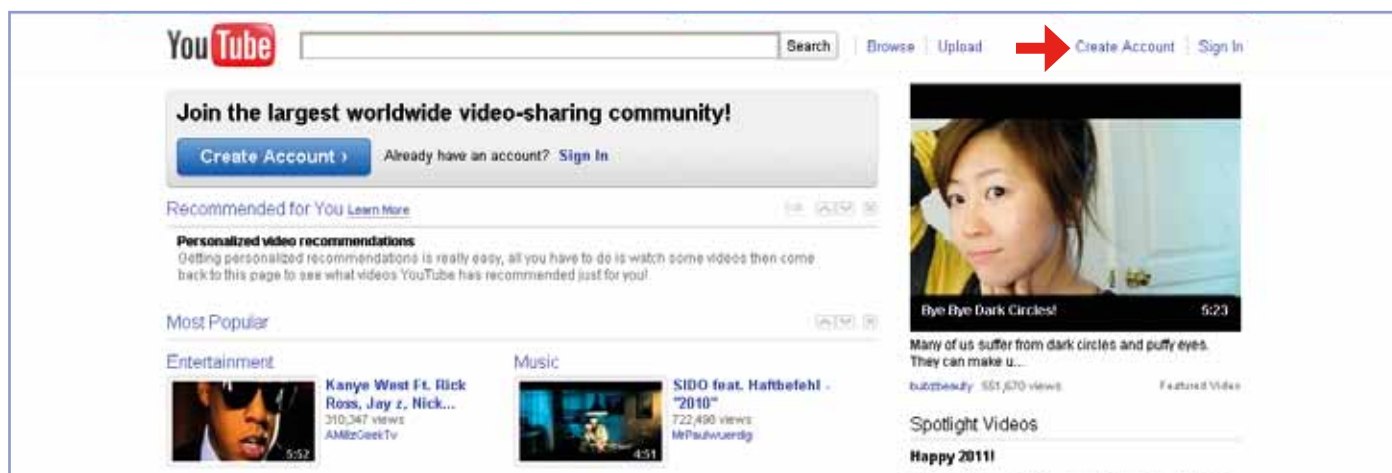 YouTube
Search
Browse
Upload
Create Account
Sign In
Join the largest worldwide video-sharing community!
Create Account ›
Already have an account? Sign In
Recommended for You Learn More
Personalized video recommendations
Getting personalized recommendations is really easy, all you have to do is watch some videos then come
back to this page to see what videos YouTube has recommended just for you!
Most Popular
Entertainment
Kanye West Ft. Rick
Ross, Jay z, Nick...
310,347 views
AMillzGeekTv
5:52
Music
SIDO feat. Haftbefehl -
"2010"
722,498 views
MrPaulwuerdig
4:51
Bye Bye Dark Circles!
5:23
Many of us suffer from dark circles and puffy eyes.
They can make u...
bubzbeauty 551,670 views
Featured Video
Spotlight Videos
Happy 2011!